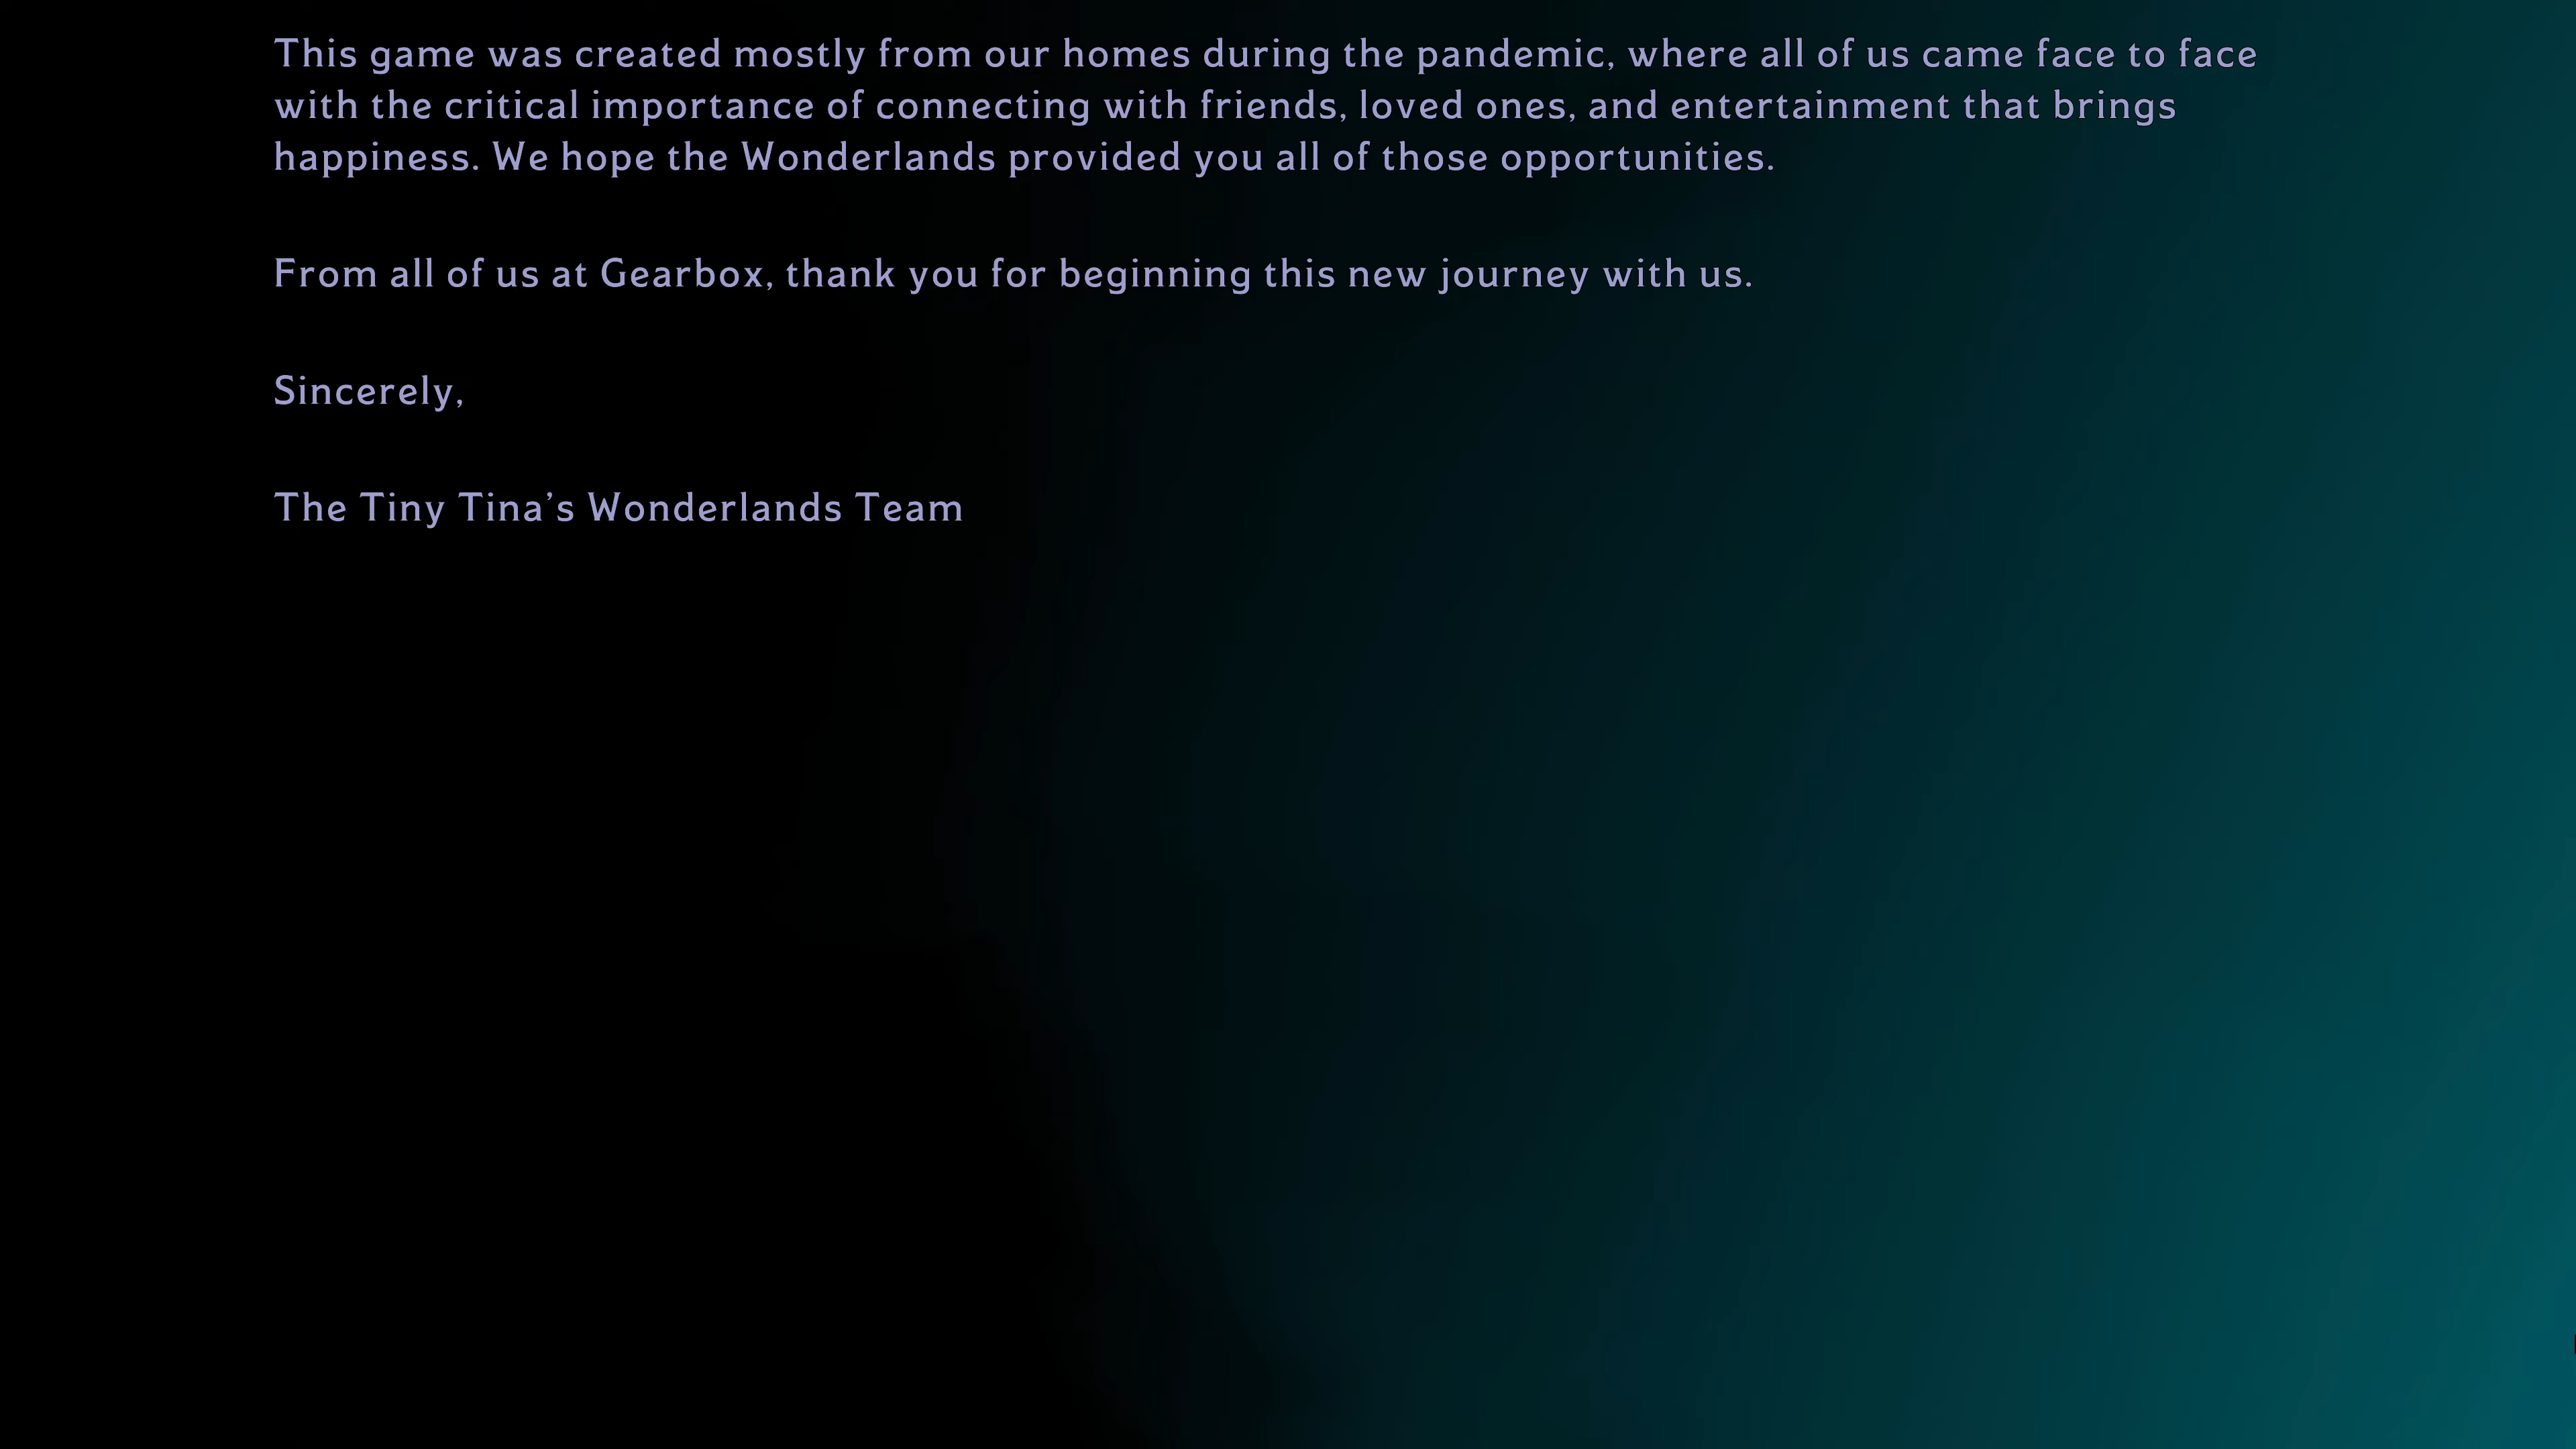 This game was created mostly from our homes during the pandemic, where all of us came face to face
with the critical importance of connecting with friends, loved ones, and entertainment that brings
happiness. We hope the Wonderlands provided you all of those opportunities.
From all of us at Gearbox, thank you for beginning this new journey with us.
Sincerely,
The Tiny Tina’s Wonderlands Team